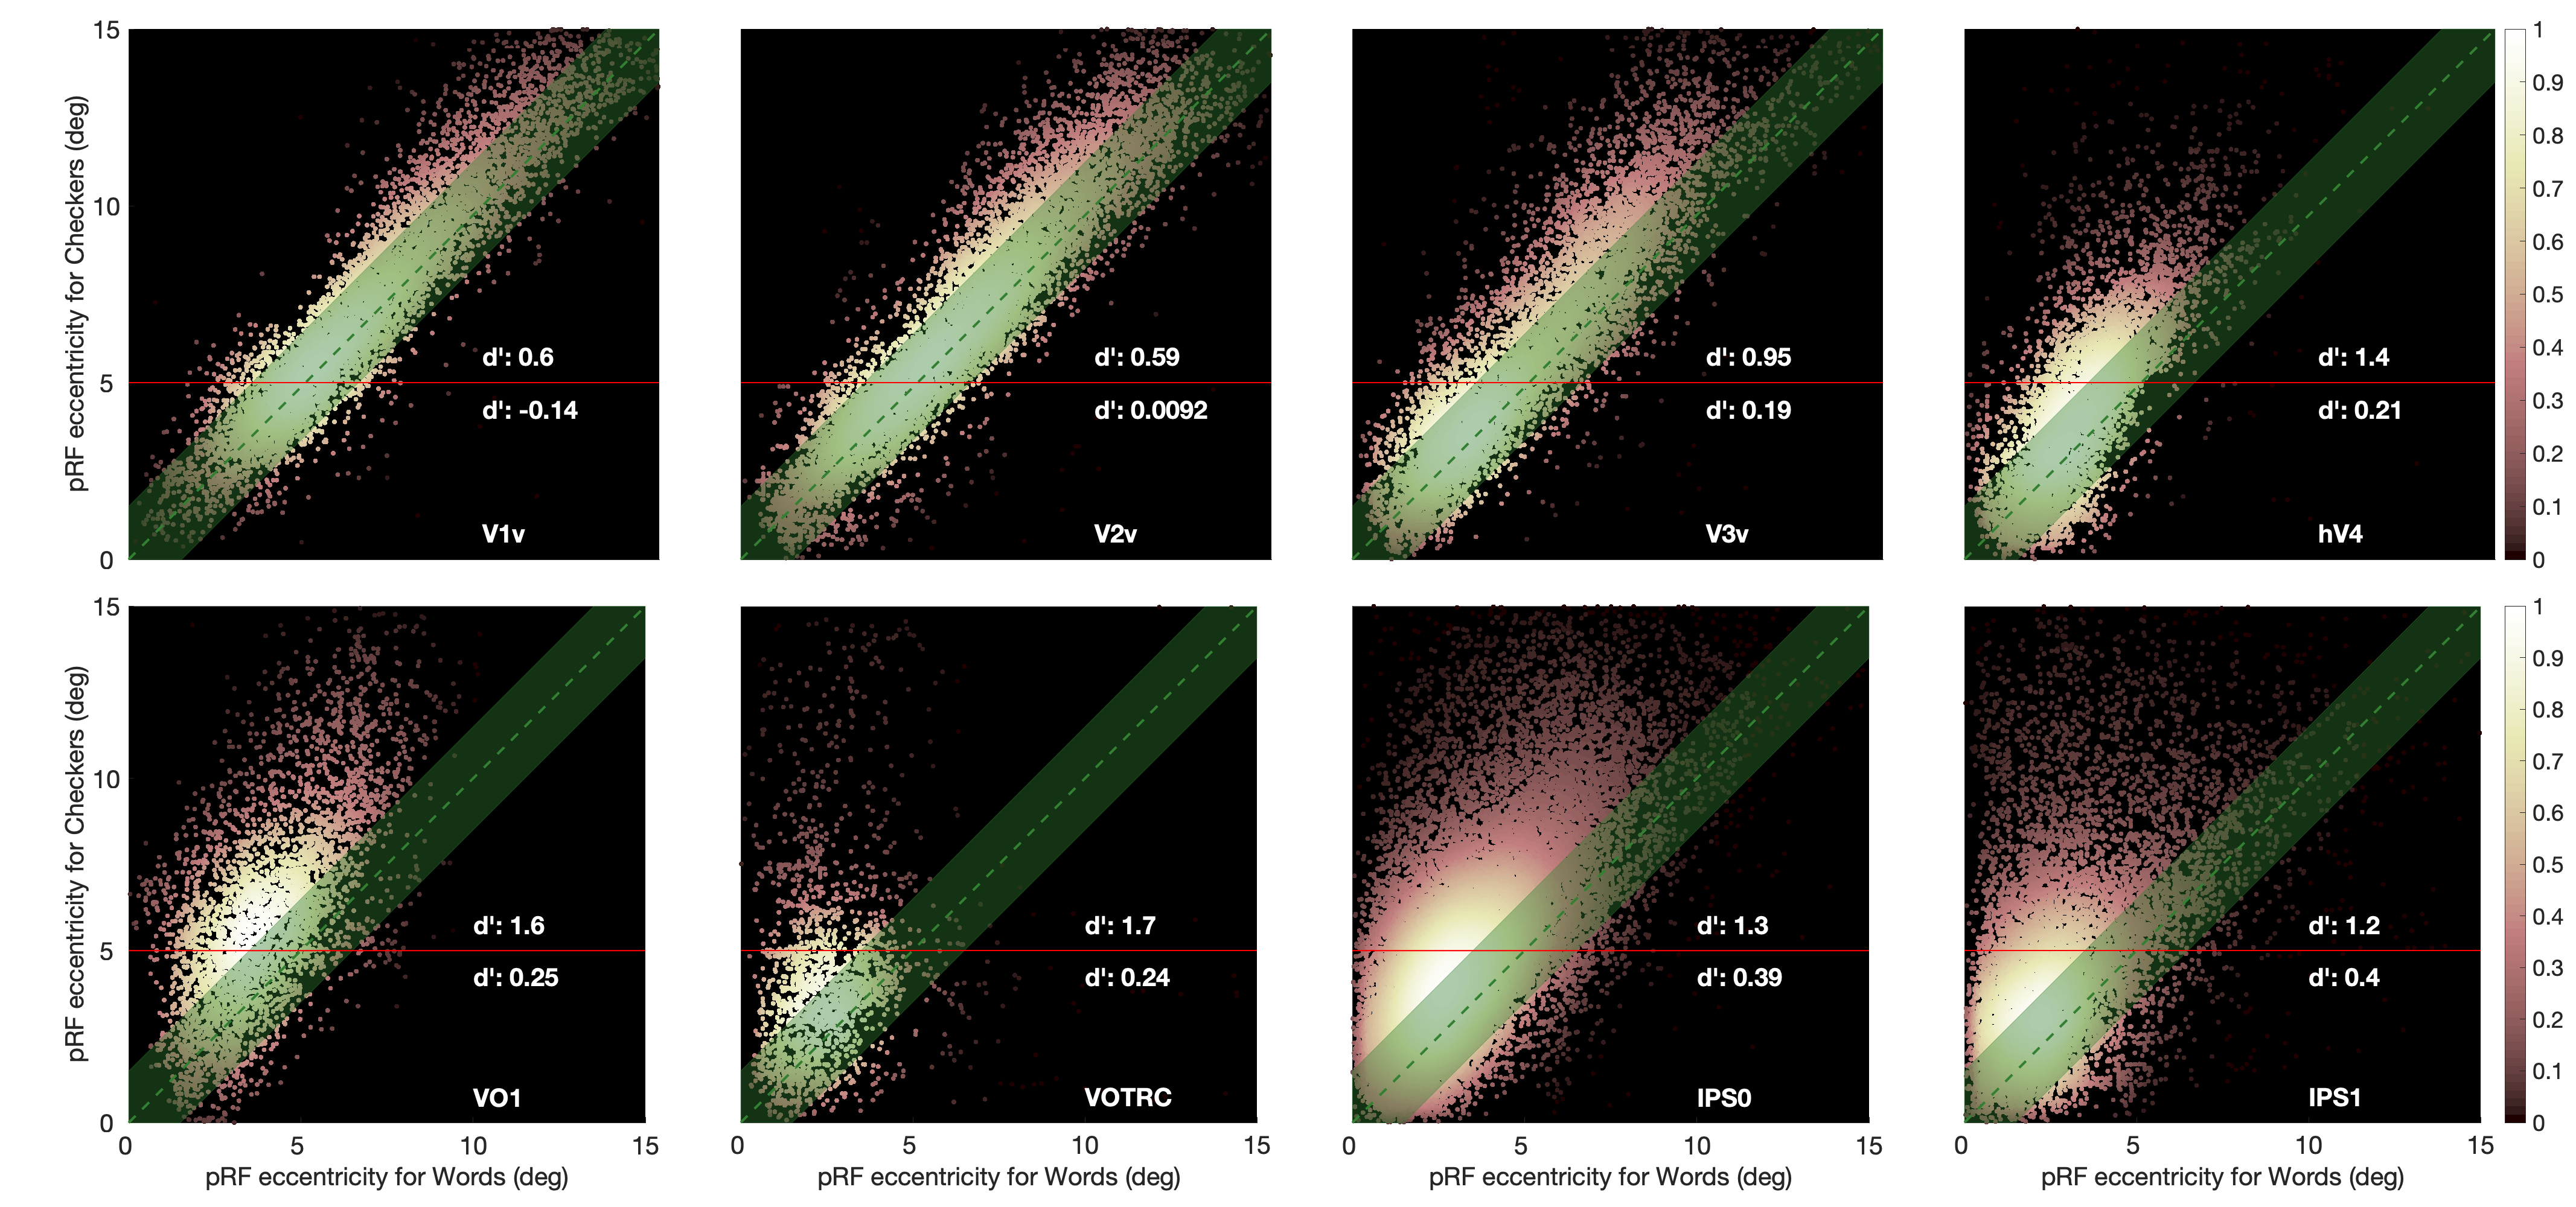 15
10
5
0
pRF eccentricity for Checkers (deg)
d': 0.6
d': -0.14
V1v
d': 0.59
d': 0.0092
V2v
d': 0.95
d': 0.19
V3v
d': 1.4
d': 0.21
hV4
1
0.9
0.8
0.7
0.6
0.5
0.4
0.3
0.2
0.1
0
15
10
5
0
pRF eccentricity for Checkers (deg)
d': 1.6
d': 0.25
VO1
0 5 10 15
pRF eccentricity for Words (deg)
d': 1.7
d': 0.24
VOTRC
0 5 10 15
pRF eccentricity for Words (deg)
d': 1.3
d': 0.39
IPS0
0 5 10 15
pRF eccentricity for Words (deg)
d': 1.2
d': 0.4
IPS1
0 5 10 15
pRF eccentricity for Words (deg)
1
0.9
0.8
0.7
0.6
0.5
0.4
0.3
0.2
0.1
0